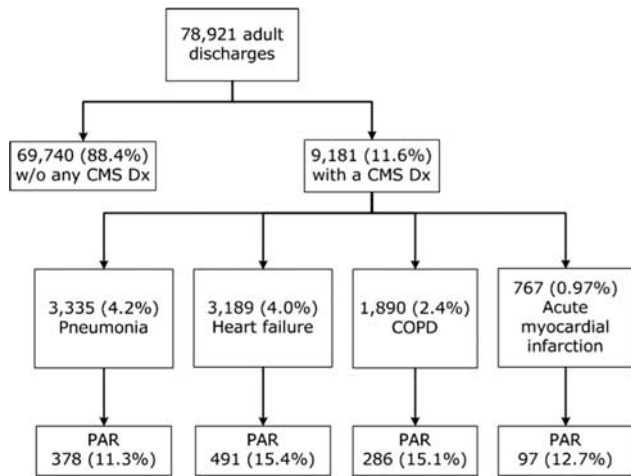 78,921 adult
discharges
69,740 (88.4%)
w/o any CMS Dx
9,181 (11.6%)
with a CMS Dx
3,335 (4.2%)
Pneumonia
3,189 (4.0%)
Heart failure
1,890 (2.4%)
COPD
767 (0.97%)
Acute
myocardial
infarction
PAR
378 (11.3%)
PAR
491 (15.4%)
PAR
286 (15.1%)
PAR
97 (12.7%)